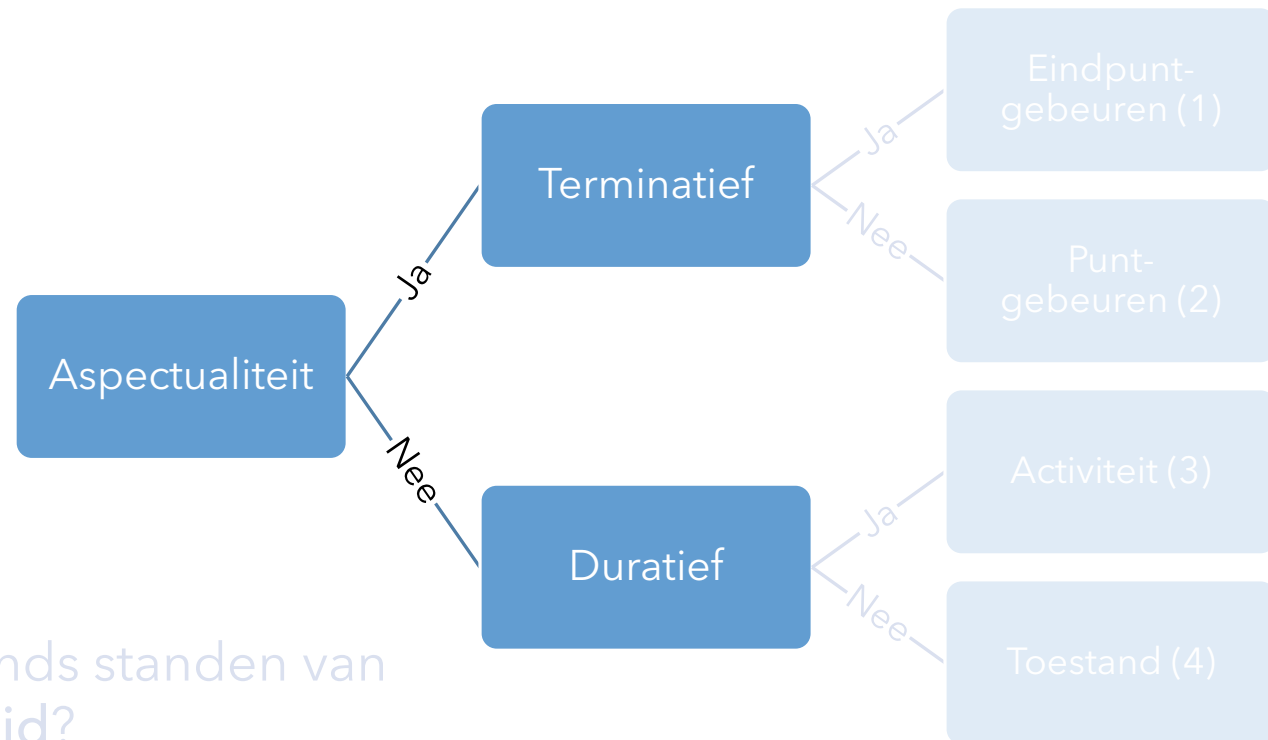 Eindpunt-
gebeuren (1)
Ja
Terminatief
Nee
Punt-
gebeuren (2)
Ja
Aspectualiteit
Nee
Activiteit (3)
Ja
Duratief
Nee
Toestand (4)
standen van